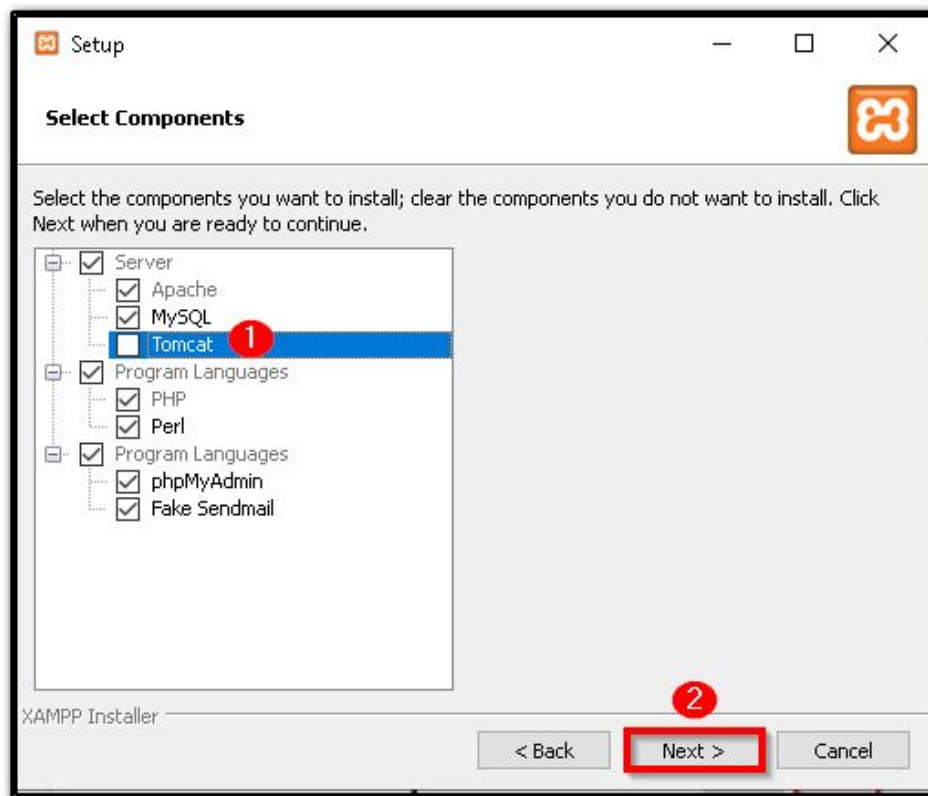 Setup
Select Components
Select the components you want to install; clear the components you do not want to install. Click
Next when you are ready to continue.
Server
Apache
MySQL
1
Tomcat
Program Languages
PHP
Perl
Program Languages
phpMyAdmin
Fake Sendmail
2
XAMPP Installer
< Back
Next >
Cancel